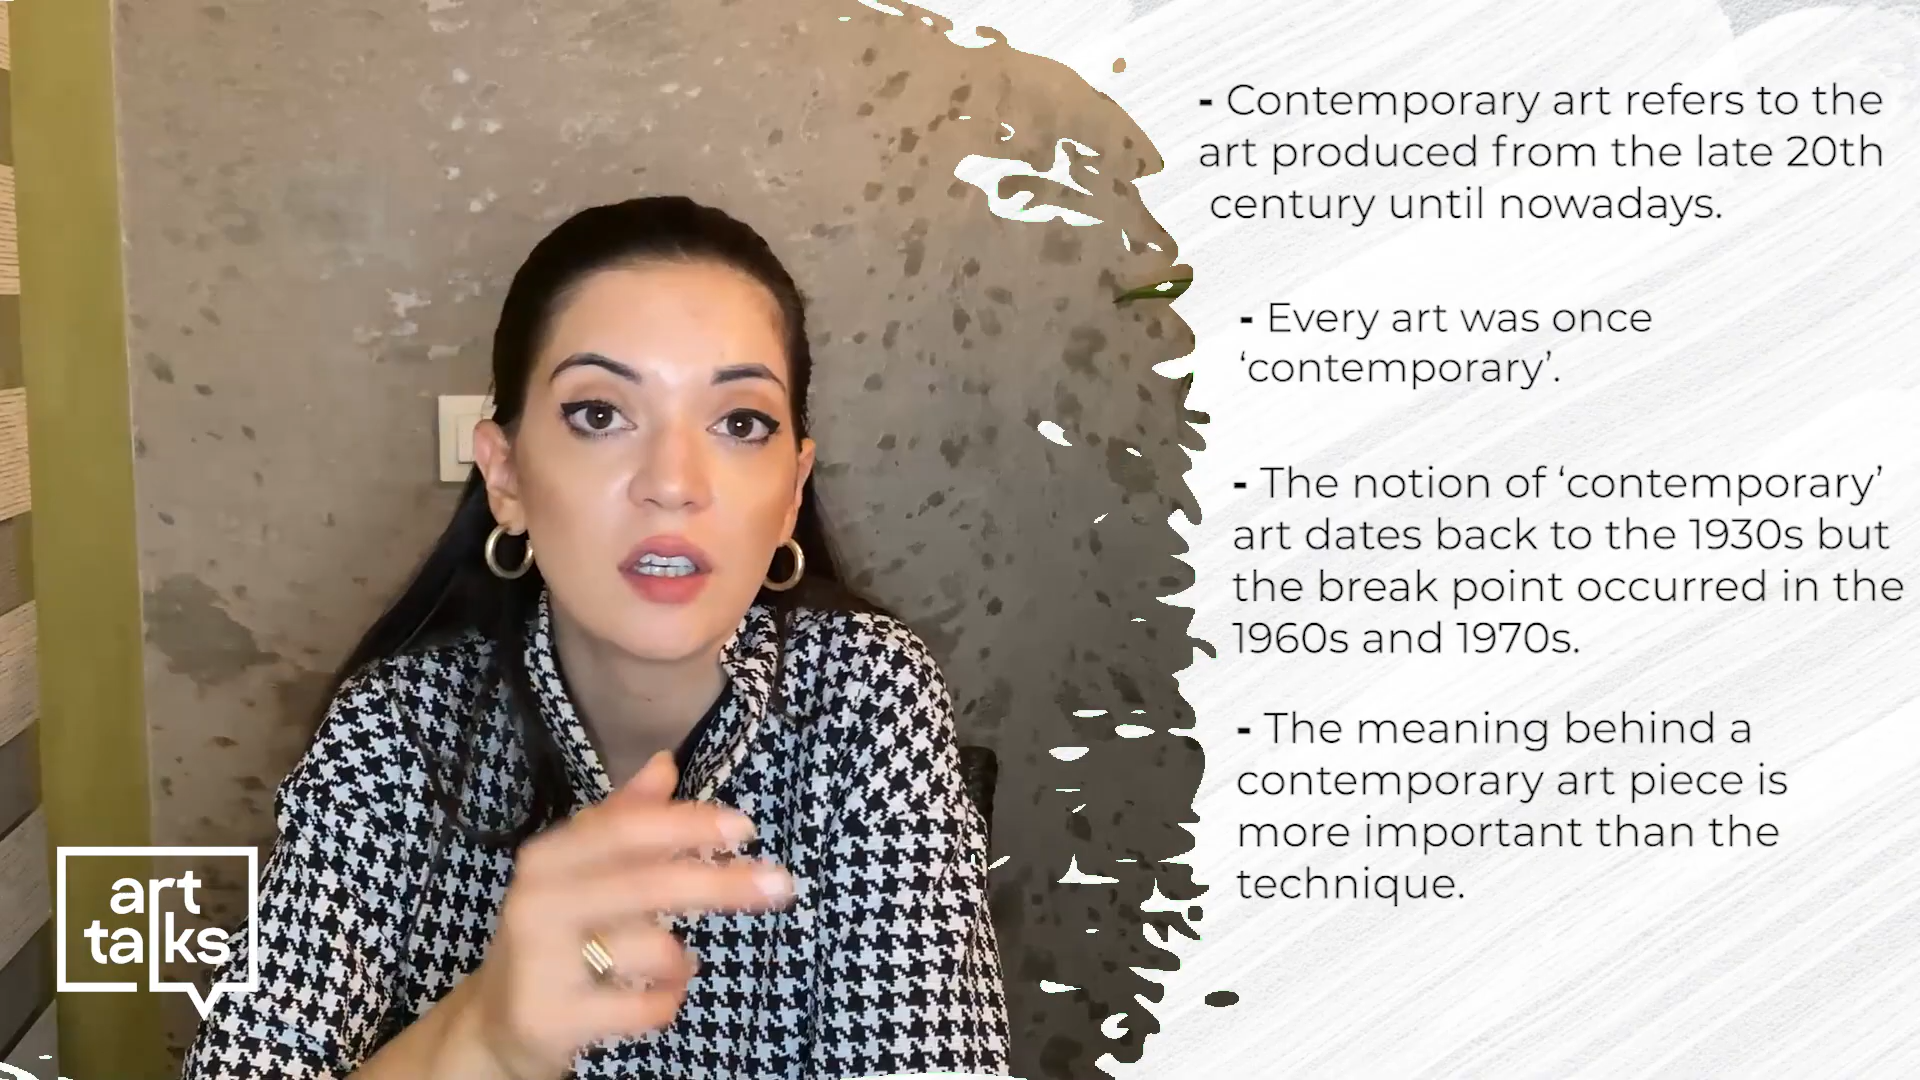 - Contemporary art refers to the
art produced from the late 20th
century until nowadays.
- Every art was once
‘contemporary’.
- The notion of ‘contemporary’
art dates back to the 1930s but
the break point occurred in the
1960s and 1970s.
- The meaning behind a
contemporary art piece is
more important than the
technique.
art
talks